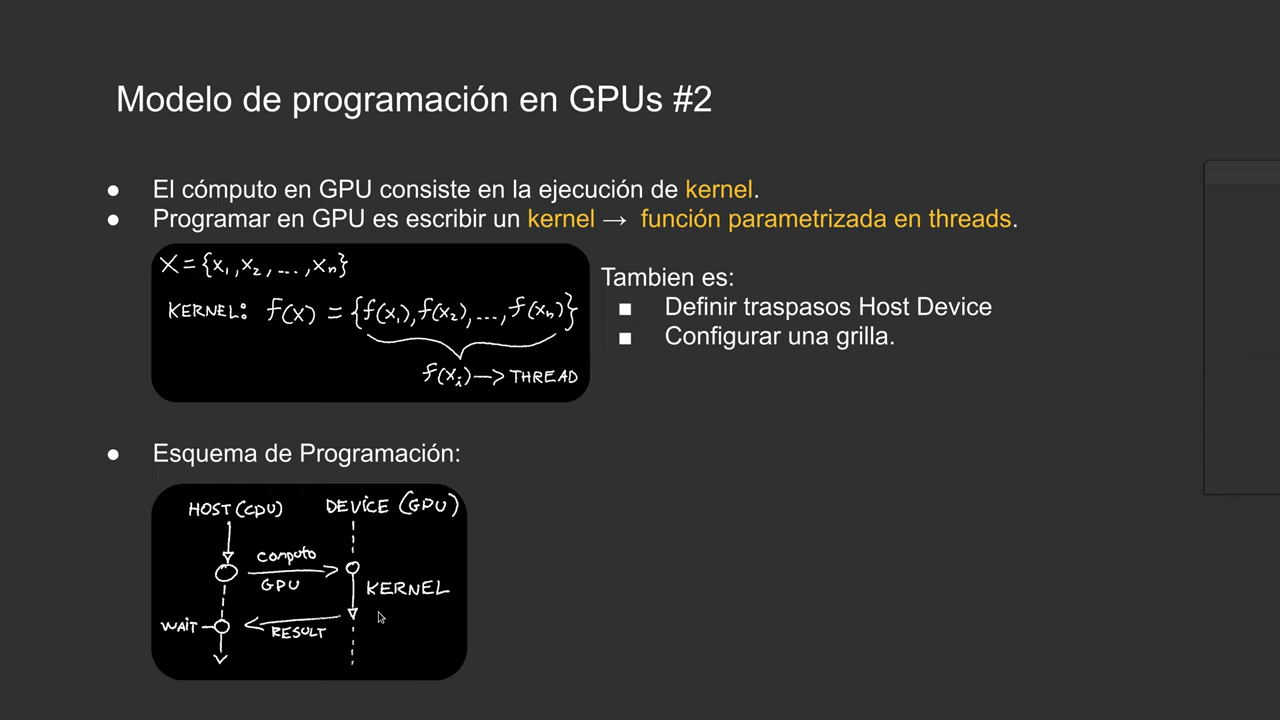 Modelo de programación en GPUs #2
● El cómputo en GPU consiste en la ejecución de kernel.
● Programar en GPU es escribir un kernel → función parametrizada en threads.
X = {x₁, x₂, ..., xₙ}
KERNEL: f(x) = {f(x₁), f(x₂), ..., f(xₙ)}
f(xᵢ) → THREAD
Tambien es:
■ Definir traspasos Host Device
■ Configurar una grilla.
● Esquema de Programación:
HOST (CPU) DEVICE (GPU)
computo
GPU
KERNEL
WAIT
RESULT